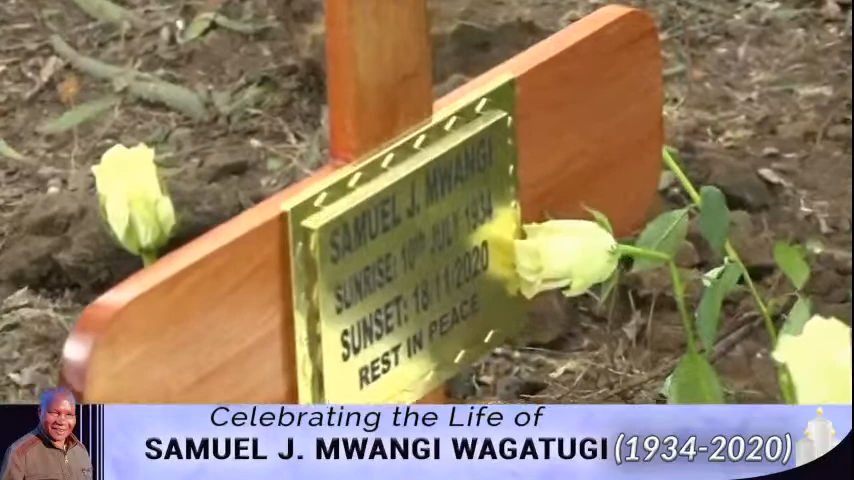 SAMUEL J. MWANGI
SUNRISE: 10th JULY 1934
SUNSET: 18/11/2020
REST IN PEACE
Celebrating the Life of
SAMUEL J. MWANGI WAGATUGI (1934-2020)